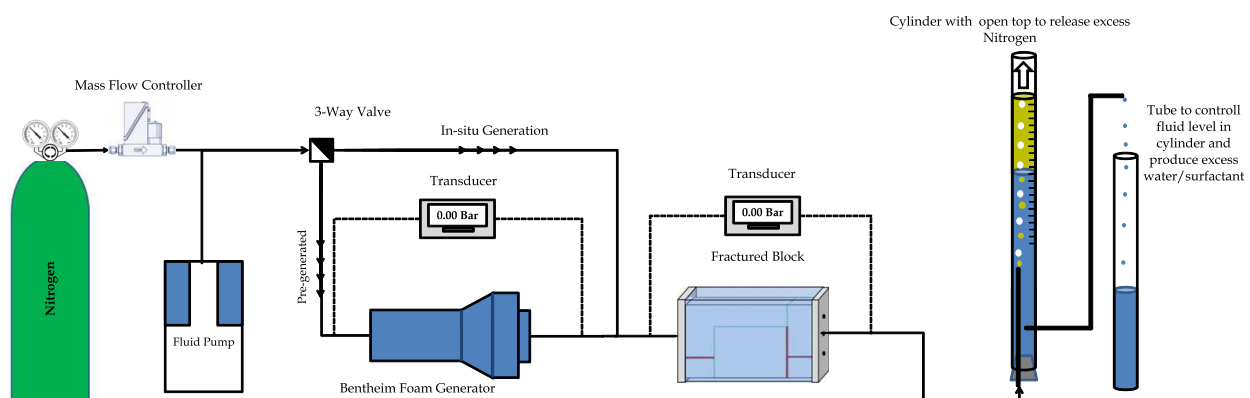 Cylinder with open top to release excess
Nitrogen
Mass Flow Controller
3-Way Valve
In-situ Generation
Tube to controll
fluid level in
cylinder and
produce excess
water/surfactant
Transducer
0.00 Bar
Transducer
0.00 Bar
Pre-generated
Fractured Block
Nitrogen
Fluid Pump
Bentheim Foam Generator